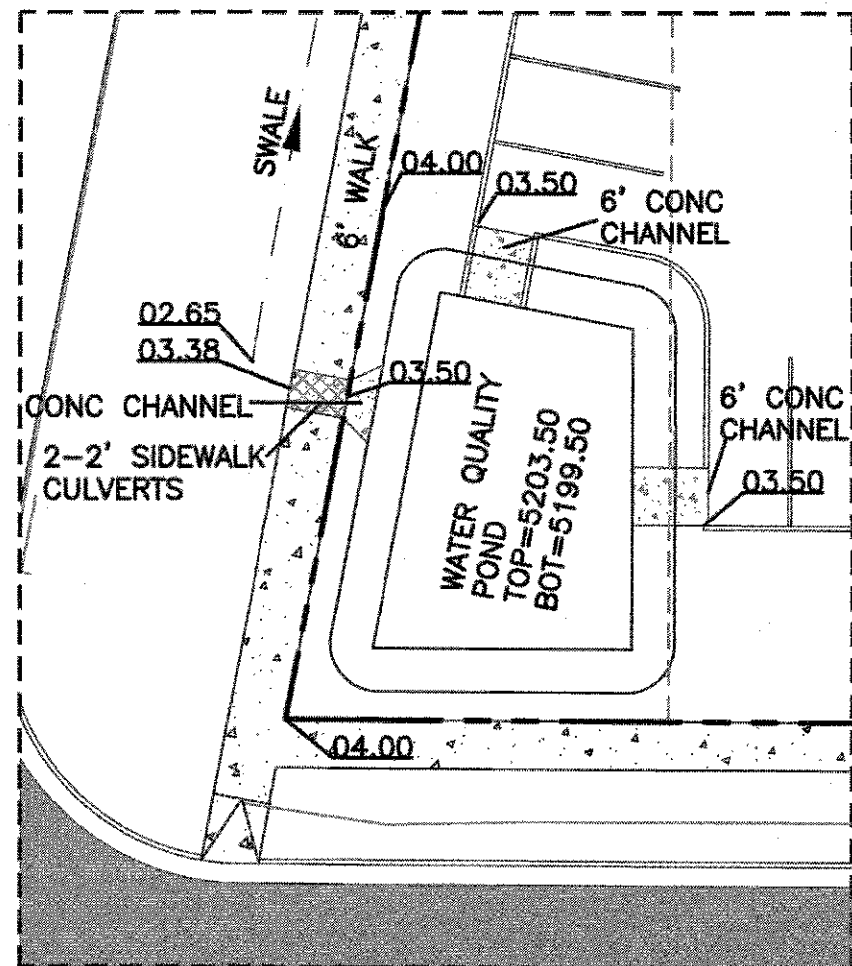 SWALE
6' WALK
04.00
03.50
6' CONC
CHANNEL
02.65
03.38
03.50
CONC CHANNEL
2-2' SIDEWALK
CULVERTS
WATER QUALITY
POND
TOP=5203.50
BOT=5199.50
6' CONC
CHANNEL
03.50
04.00